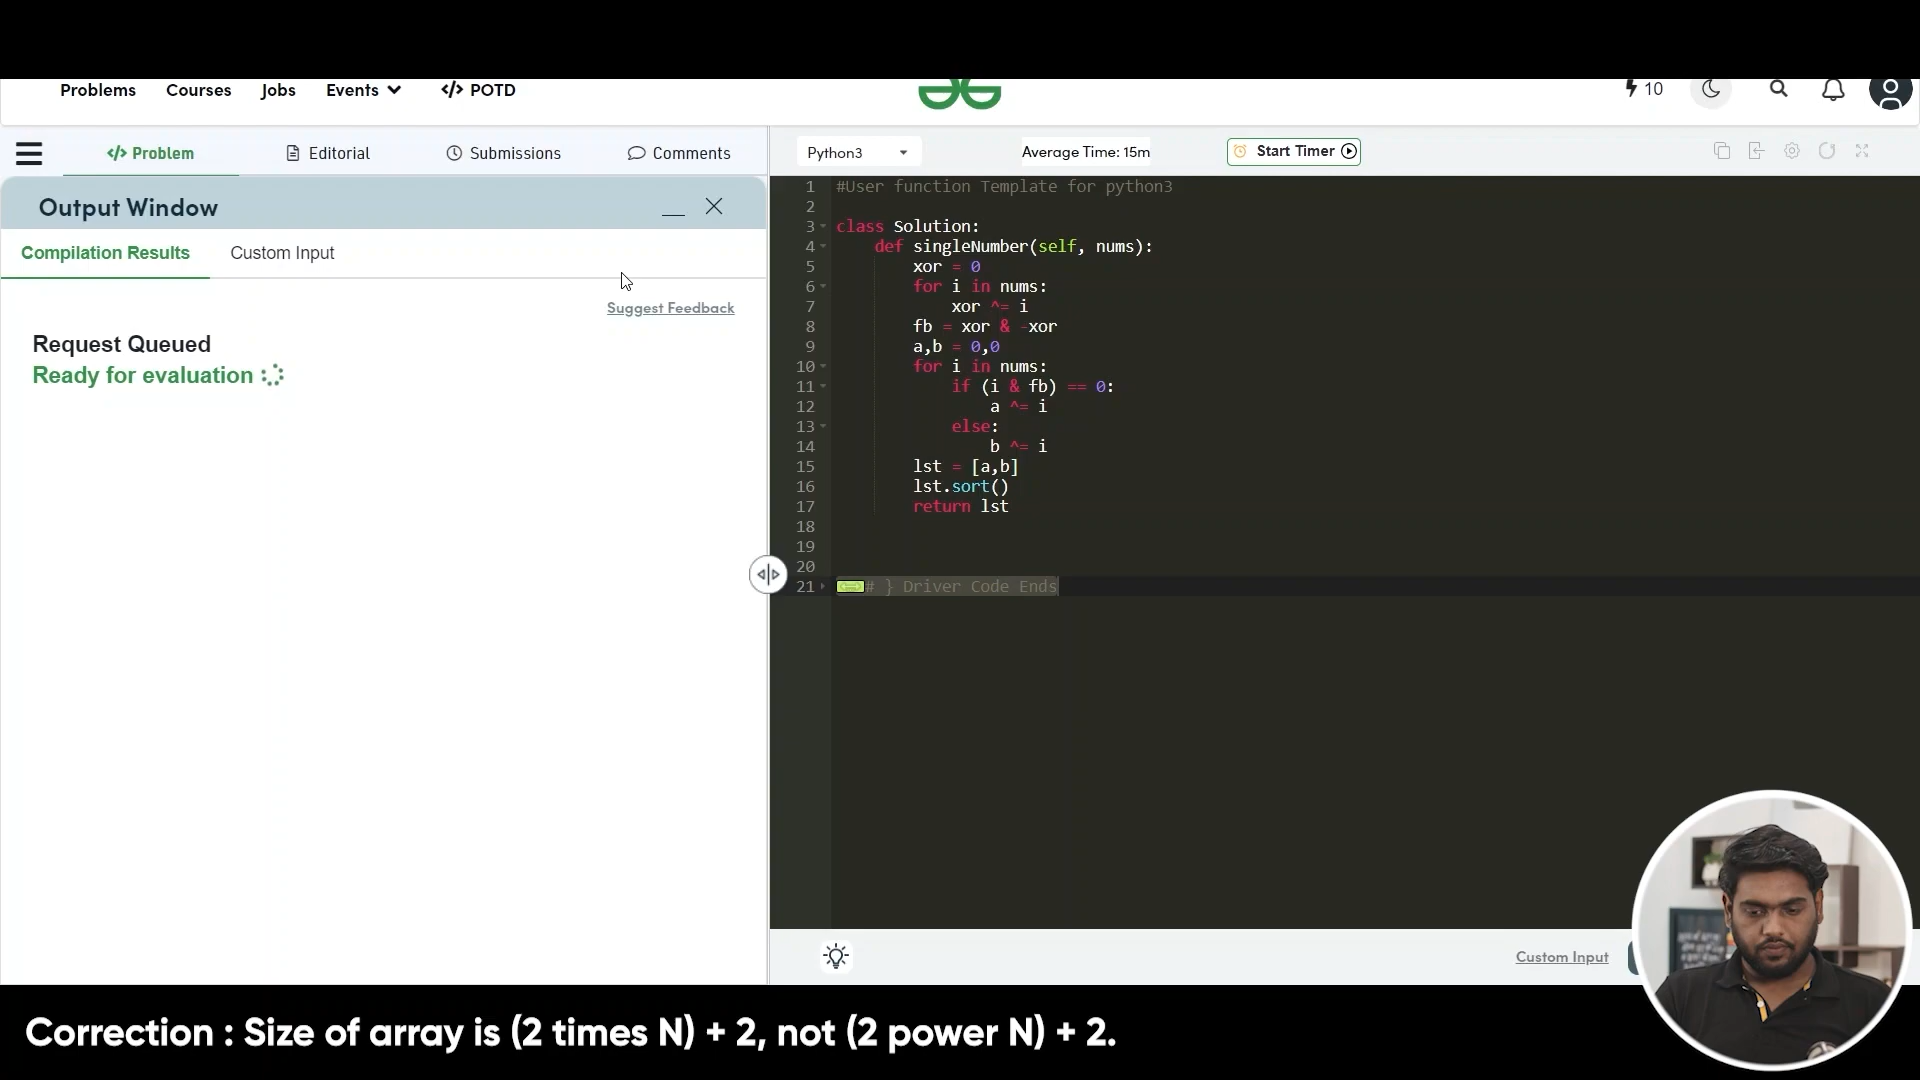 Problems Courses Jobs Events </> POTD
10
</> Problem Editorial Submissions Comments
Python3 Average Time: 15m Start Timer
Output Window
Compilation Results Custom Input
Suggest Feedback
Request Queued
Ready for evaluation
1 #User function Template for python3
2
3 class Solution:
4 def singleNumber(self, nums):
5 xor = 0
6 for i in nums:
7 xor ^= i
8 fb = xor & -xor
9 a,b = 0,0
10 for i in nums:
11 if (i & fb) == 0:
12 a ^= i
13 else:
14 b ^= i
15 lst = [a,b]
16 lst.sort()
17 return lst
18
19
20
21 # } Driver Code Ends
Custom Input
Correction : Size of array is (2 times N) + 2, not (2 power N) + 2.